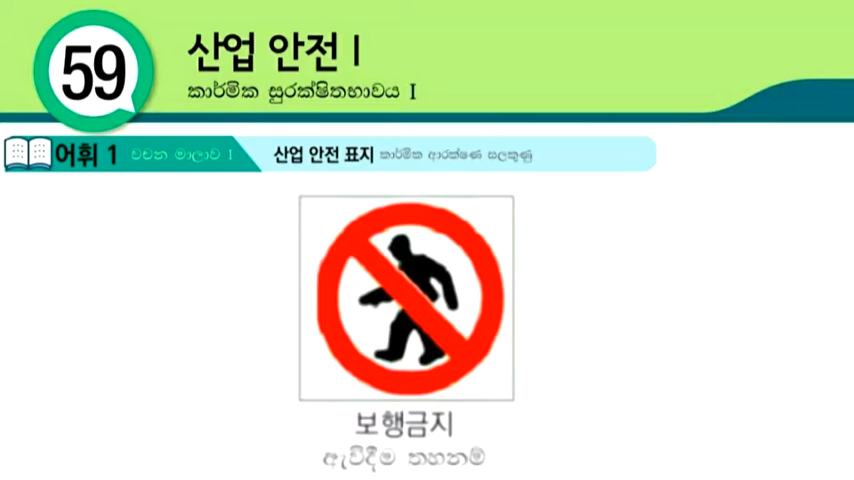 59
산업 안전 I
කාර්මික සුරක්ෂිතභාවය I
어휘 1 වචන මාලාව I 산업 안전 표지 කාර්මික ආරක්ෂණ සලකුණු
보행금지
ඇවිදීම තහනම්